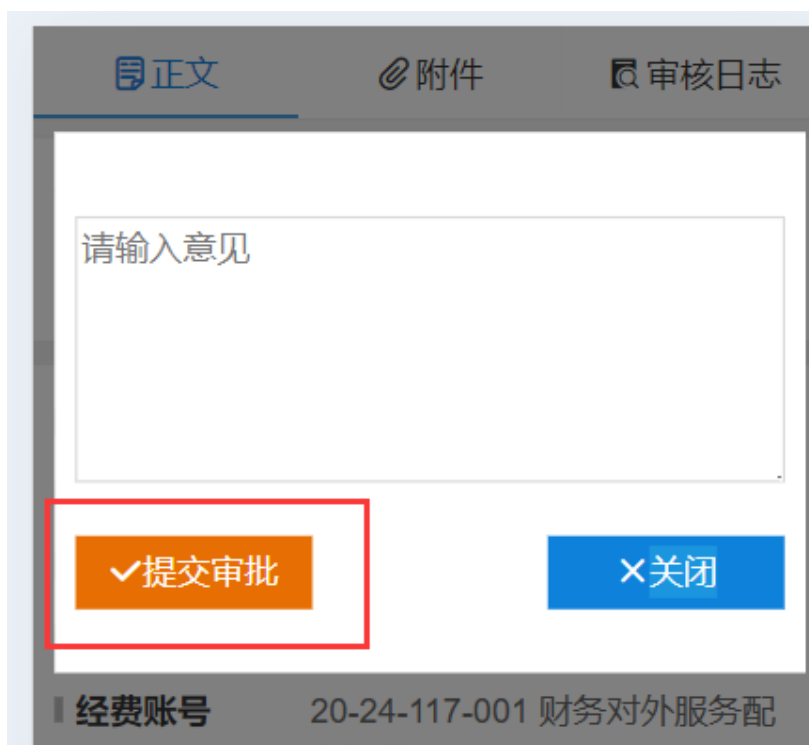 正文 附件 审核日志
请输入意见
提交审批 关闭
经费账号 20-24-117-001 财务对外服务配